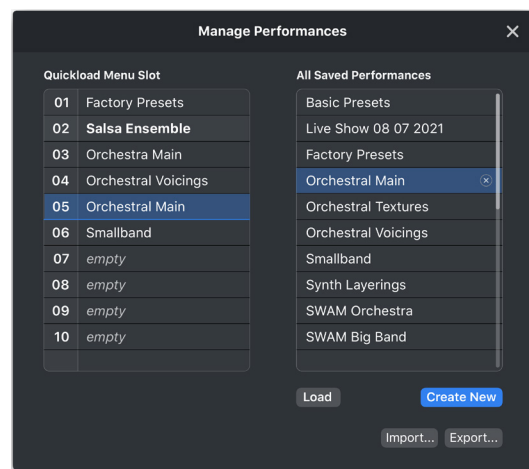 Manage Performances
Quickload Menu Slot
01 Factory Presets
02 Salsa Ensemble
03 Orchestra Main
04 Orchestral Voicings
05 Orchestral Main
06 Smallband
07 empty
08 empty
09 empty
10 empty
All Saved Performances
Basic Presets
Live Show 08 07 2021
Factory Presets
Orchestral Main
Orchestral Textures
Orchestral Voicings
Smallband
Synth Layerings
SWAM Orchestra
SWAM Big Band
Load Create New
Import... Export...